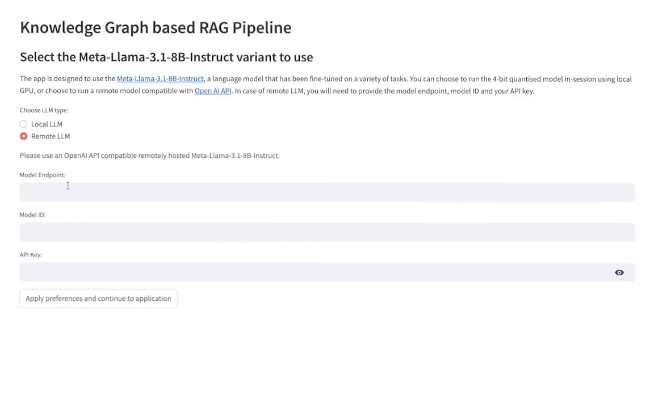 Knowledge Graph based RAG Pipeline
Select the Meta-Llama-3.1-8B-Instruct variant to use
The app is designed to use the Meta-Llama-3.1-8B-Instruct, a language model that has been fine-tuned on a variety of tasks. You can choose to run the 4-bit quantised model in-session using local
GPU, or choose to run a remote model compatible with Open AI API. In case of remote LLM, you will need to provide the model endpoint, model ID and your API key.
Choose LLM type:
Local LLM
Remote LLM
Please use an OpenAI API compatible remotely hosted Meta-Llama-3.1-8B-Instruct.
Model Endpoint:
Model ID:
API Key:
Apply preferences and continue to application